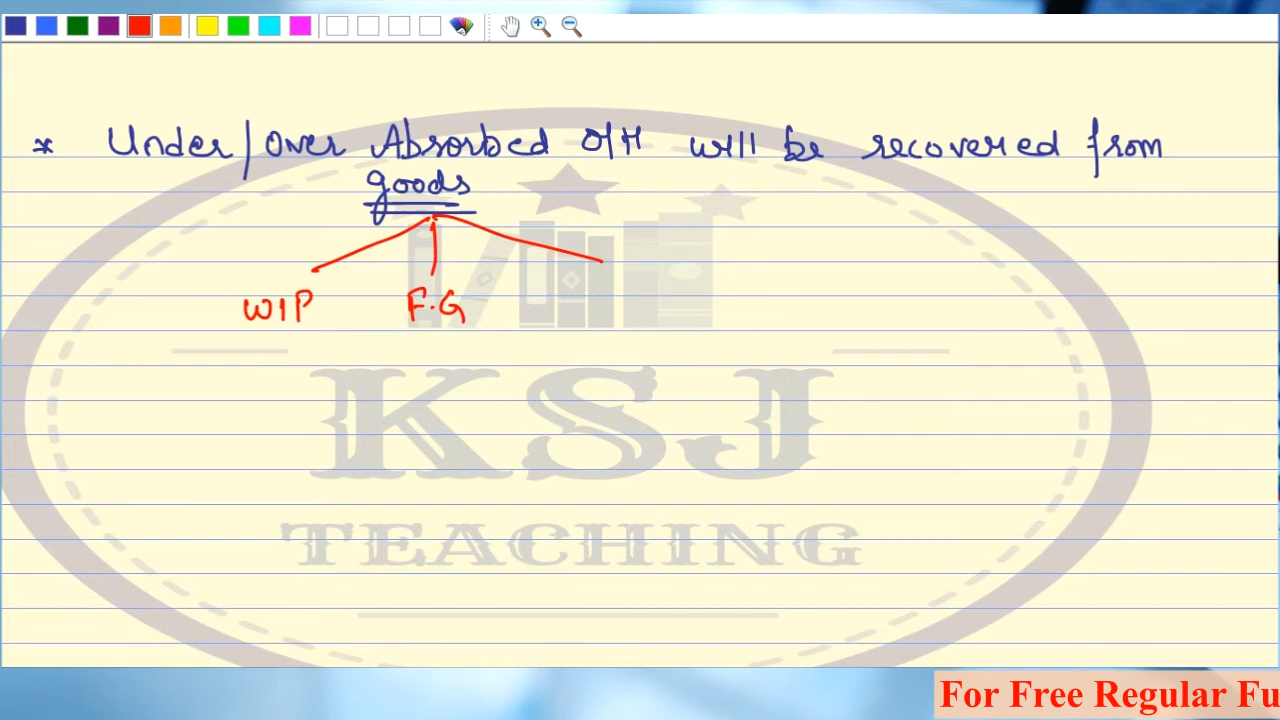 * Under/Over Absorbed O/H will be recovered from
goods
WIP F.G
KSJ
TEACHING
For Free Regular Fu